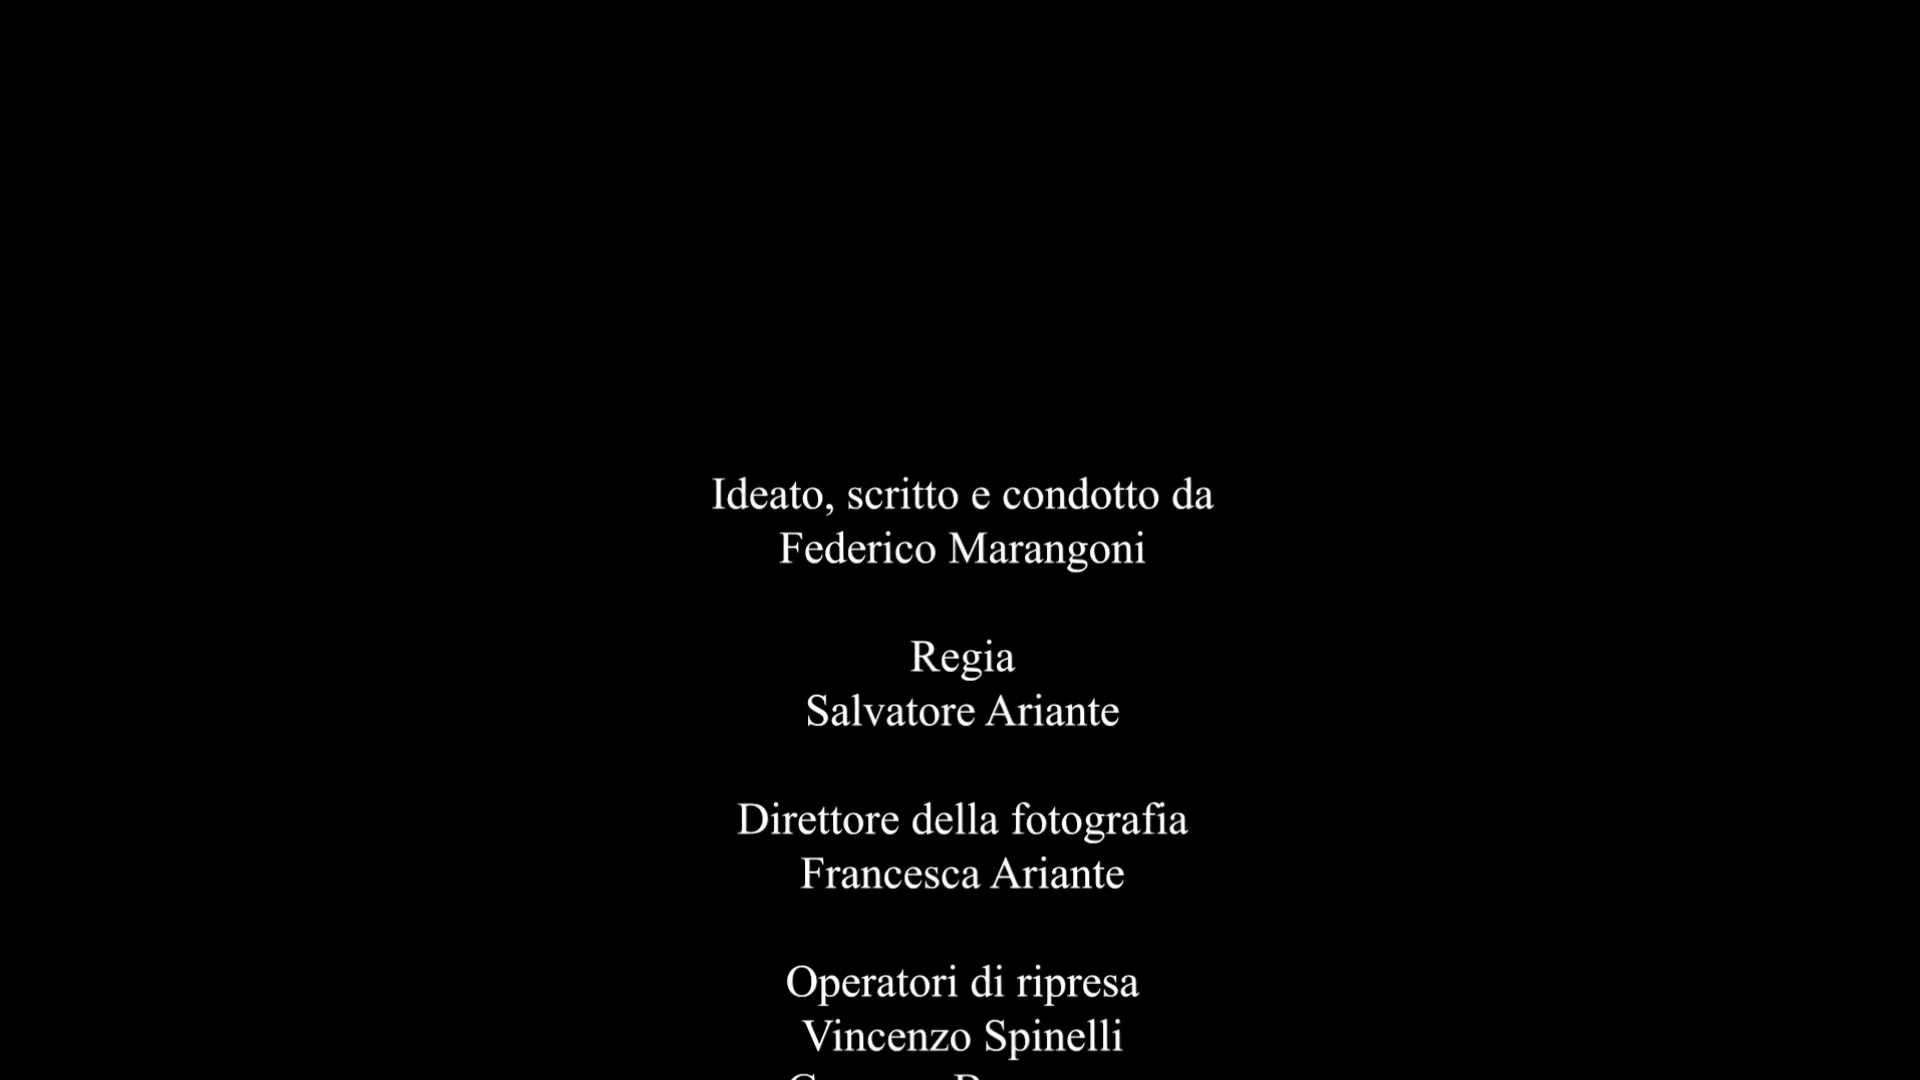 Ideato, scritto e condotto da
Federico Marangoni
Regia
Salvatore Ariante
Direttore della fotografia
Francesca Ariante
Operatori di ripresa
Vincenzo Spinelli